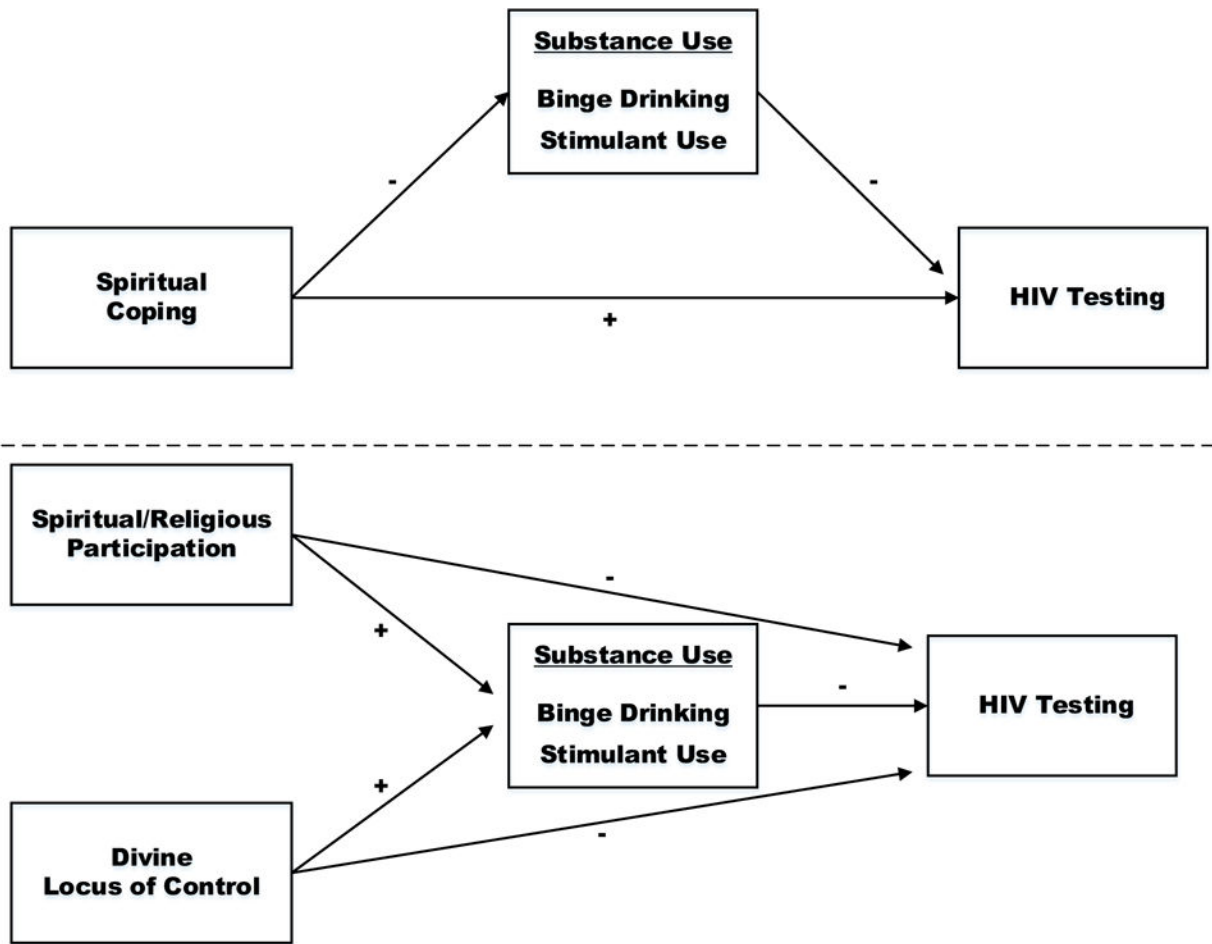 Substance Use
Binge Drinking
Stimulant Use
-
-
Spiritual
Coping
HIV Testing
+
Spiritual/Religious
Participation
-
+
Substance Use
Binge Drinking
Stimulant Use
-
HIV Testing
+
-
Divine
Locus of Control